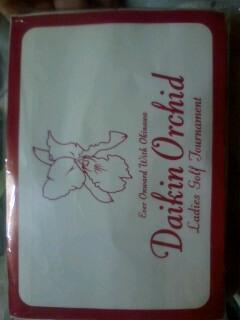 Ever Onward With Okinawa
Daikin Orchid
Ladies Golf Tournament